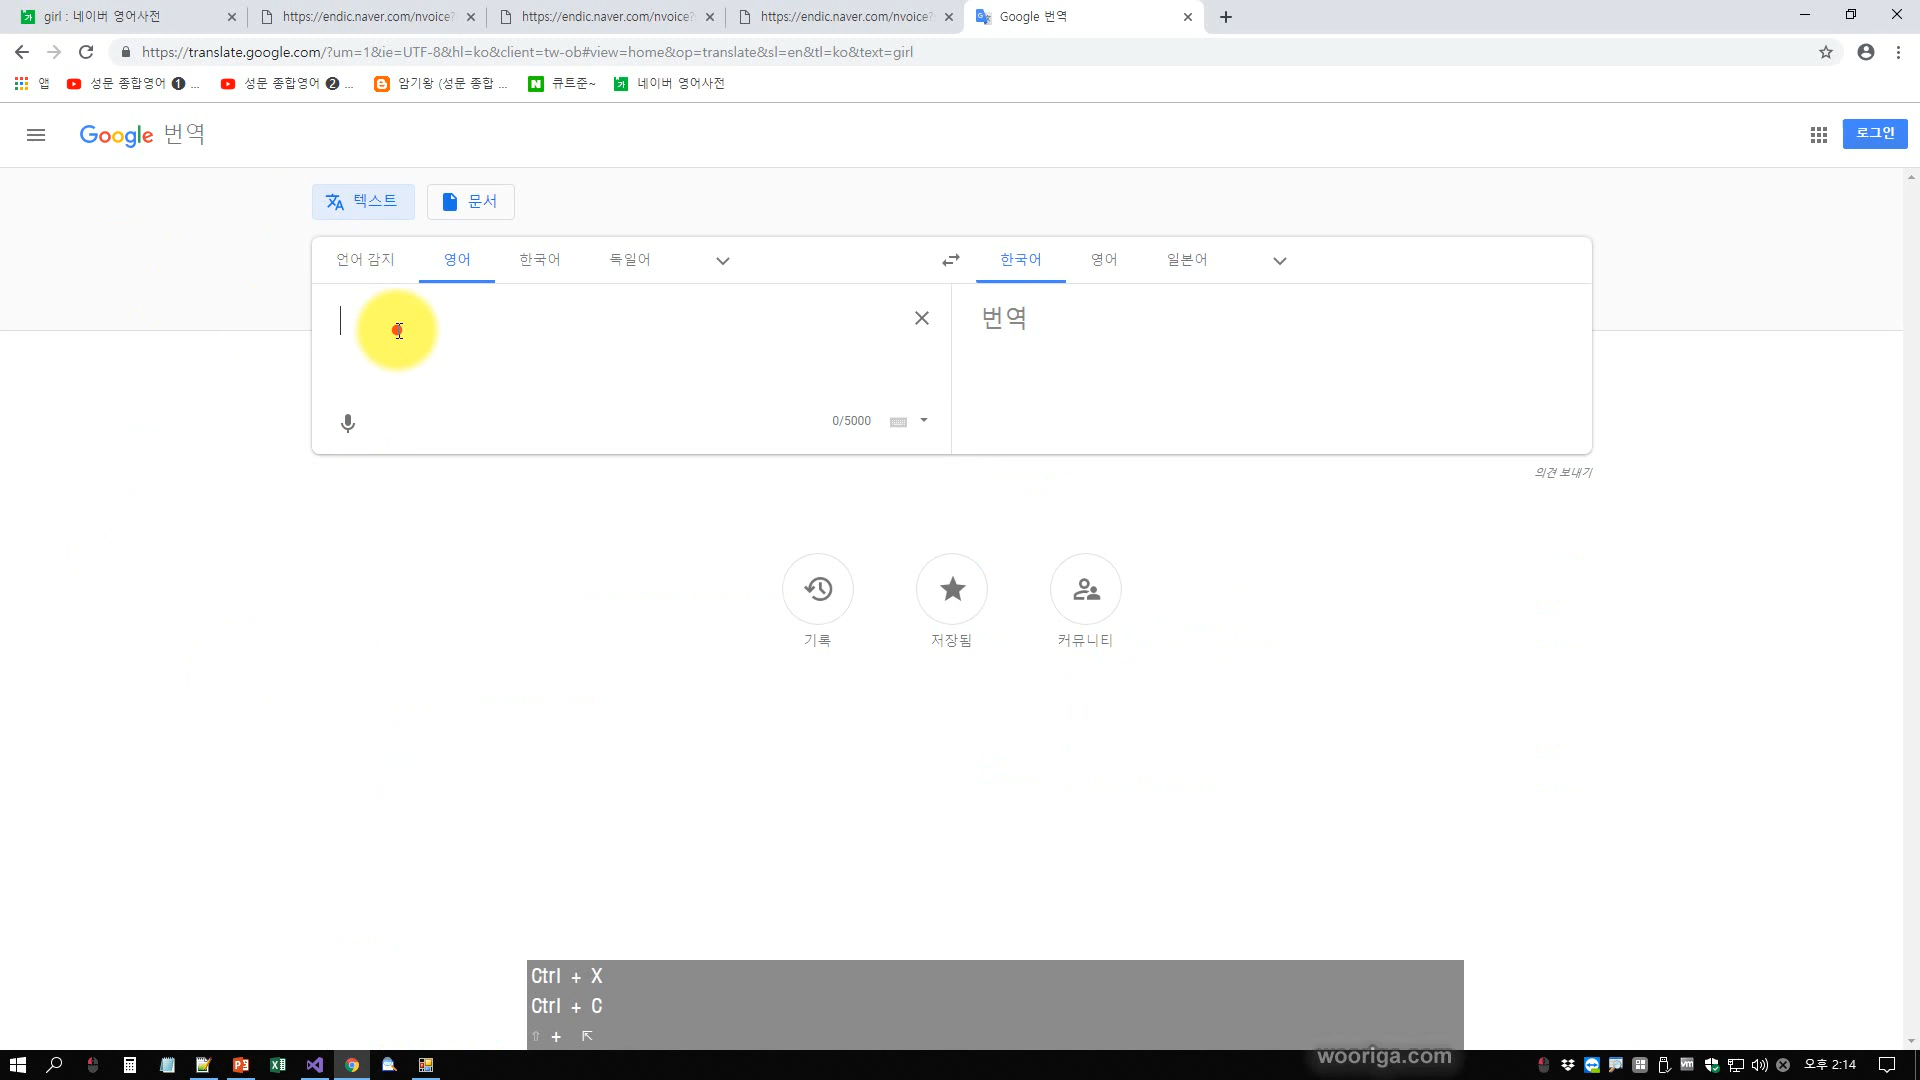 girl : 네이버 영어사전
https://endic.naver.com/nvoice?
https://endic.naver.com/nvoice?
https://endic.naver.com/nvoice?
Google 번역
https://translate.google.com/?um=1&ie=UTF-8&hl=ko&client=tw-ob#view=home&op=translate&sl=en&tl=ko&text=girl
앱
성문 종합영어 ❶ ...
성문 종합영어 ❷ ...
암기왕 (성문 종합 ...
큐트준~
네이버 영어사전
Google 번역
로그인
텍스트
문서
언어 감지
영어
한국어
독일어
한국어
영어
일본어
번역
0/5000
의견 보내기
기록
저장됨
커뮤니티
Ctrl + X
Ctrl + C
⇧ + ⇱
wooriga.com
오후 2:14